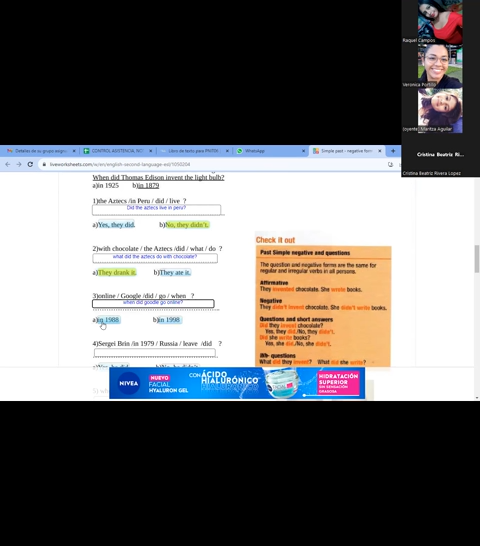 Raquel Campos
Veronica Portillo
Maritza Aguilar
Cristina Beatriz Ri...
Cristina Beatriz Rivera Lopez
WhatsApp
Simple past - negative form
liveworksheets.com/w/en/english-second-language-esl/1050204
When did Thomas Edison invent the light bulb?
a)in 1925 b)in 1879
1)the Aztecs /in Peru / did / live ?
Did the aztecs live in peru?
a)Yes, they did. b)No, they didn't.
2)with chocolate / the Aztecs /did / what / do ?
what did the aztecs do with chocolate?
a)They drank it. b)They ate it.
3)online / Google /did / go / when ?
when did goodle go online?
a)in 1988 b)in 1998
4)Sergei Brin /in 1979 / Russia / leave /did ?
Check it out
Past Simple negative and questions
The question and negative forms are the same for
regular and irregular verbs in all persons.
Affirmative
They invented chocolate. She wrote books.
Negative
They didn't invent chocolate. She didn't write books.
Questions and short answers
Did they invent chocolate?
Yes, they did./No, they didn't.
Did she write books?
Yes, she did./No, she didn't.
Wh- questions
What did they invent? What did she write?
NIVEA
NUEVO
FACIAL
HYALURON GEL
CON ÁCIDO
HIALURÓNICO
HIDRATACIÓN
SUPERIOR
SIN SENSACIÓN
GRASOSA